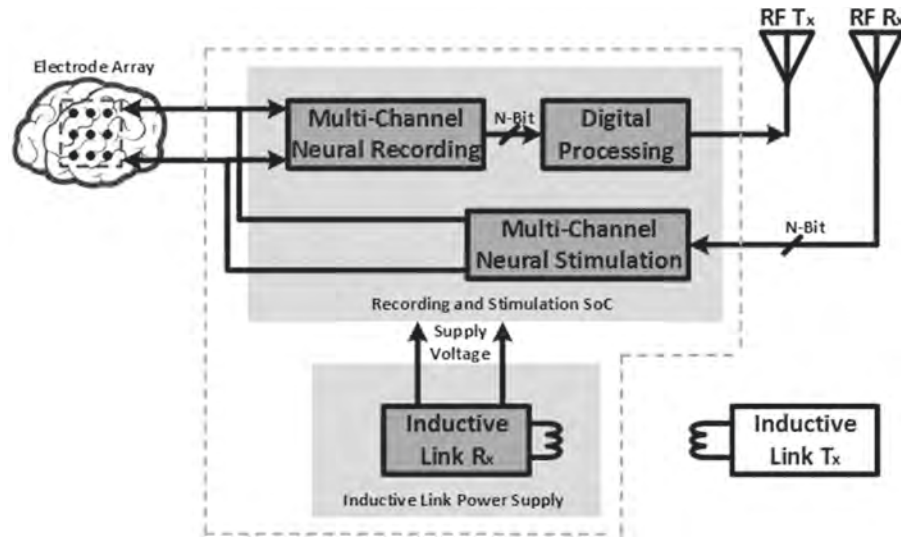 RF Tx
RF Rx
Electrode Array
Multi-Channel
Neural Recording
N-Bit
Digital
Processing
Multi-Channel
Neural Stimulation
N-Bit
Recording and Stimulation SoC
Supply
Voltage
Inductive
Link Rx
Inductive
Link Tx
Inductive Link Power Supply